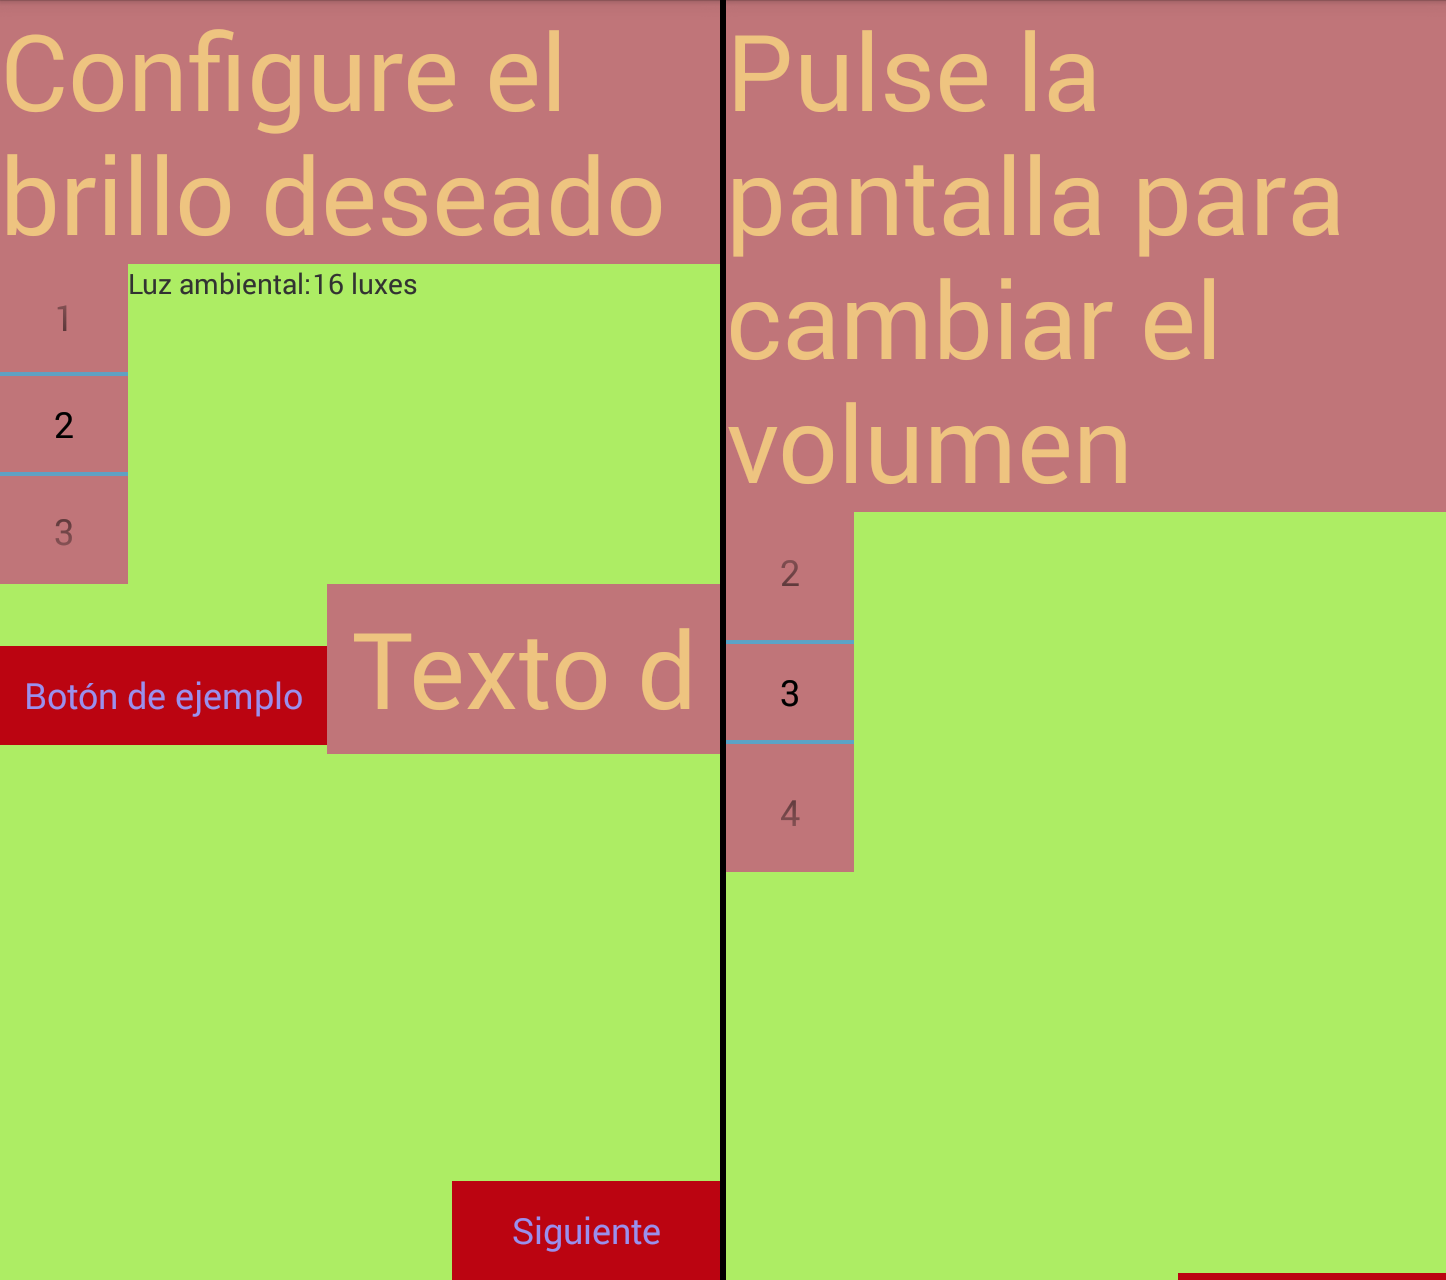 Configure el
brillo deseado
Luz ambiental:16 luxes
1
2
3
Botón de ejemplo
Texto d
Siguiente
Pulse la
pantalla para
cambiar el
volumen
2
3
4